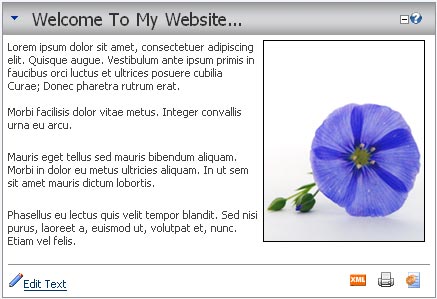 Welcome To My Website...
Lorem ipsum dolor sit amet, consectetuer adipiscing
elit. Quisque augue. Vestibulum ante ipsum primis in
faucibus orci luctus et ultrices posuere cubilia
Curae; Donec pharetra rutrum erat.
Morbi facilisis dolor vitae metus. Integer convallis
urna eu arcu.
Mauris eget tellus sed mauris bibendum aliquam.
Morbi in dolor eu metus ultricies aliquam. In ut sem
sit amet mauris dictum lobortis.
Phasellus eu lectus quis velit tempor blandit. Sed nisi
purus, laoreet a, euismod ut, volutpat et, nunc.
Etiam vel felis.
Edit Text
XML